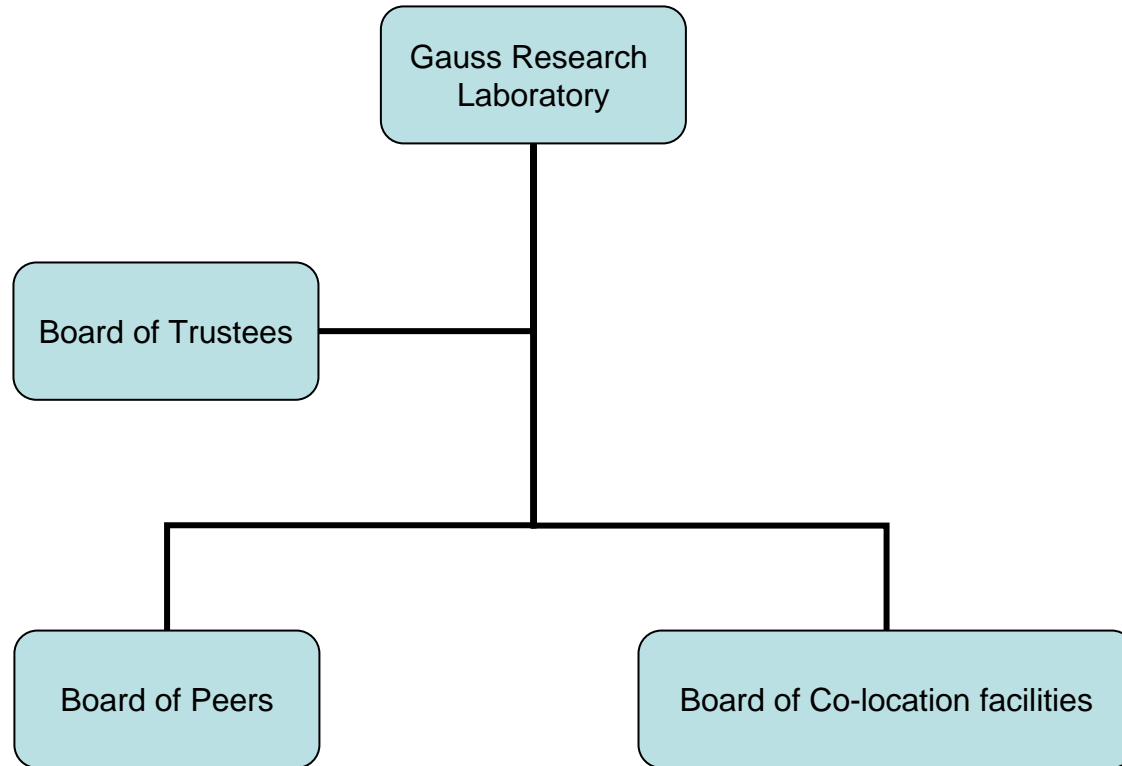 Gauss Research
Laboratory
Board of Trustees
Board of Peers
Board of Co-location facilities